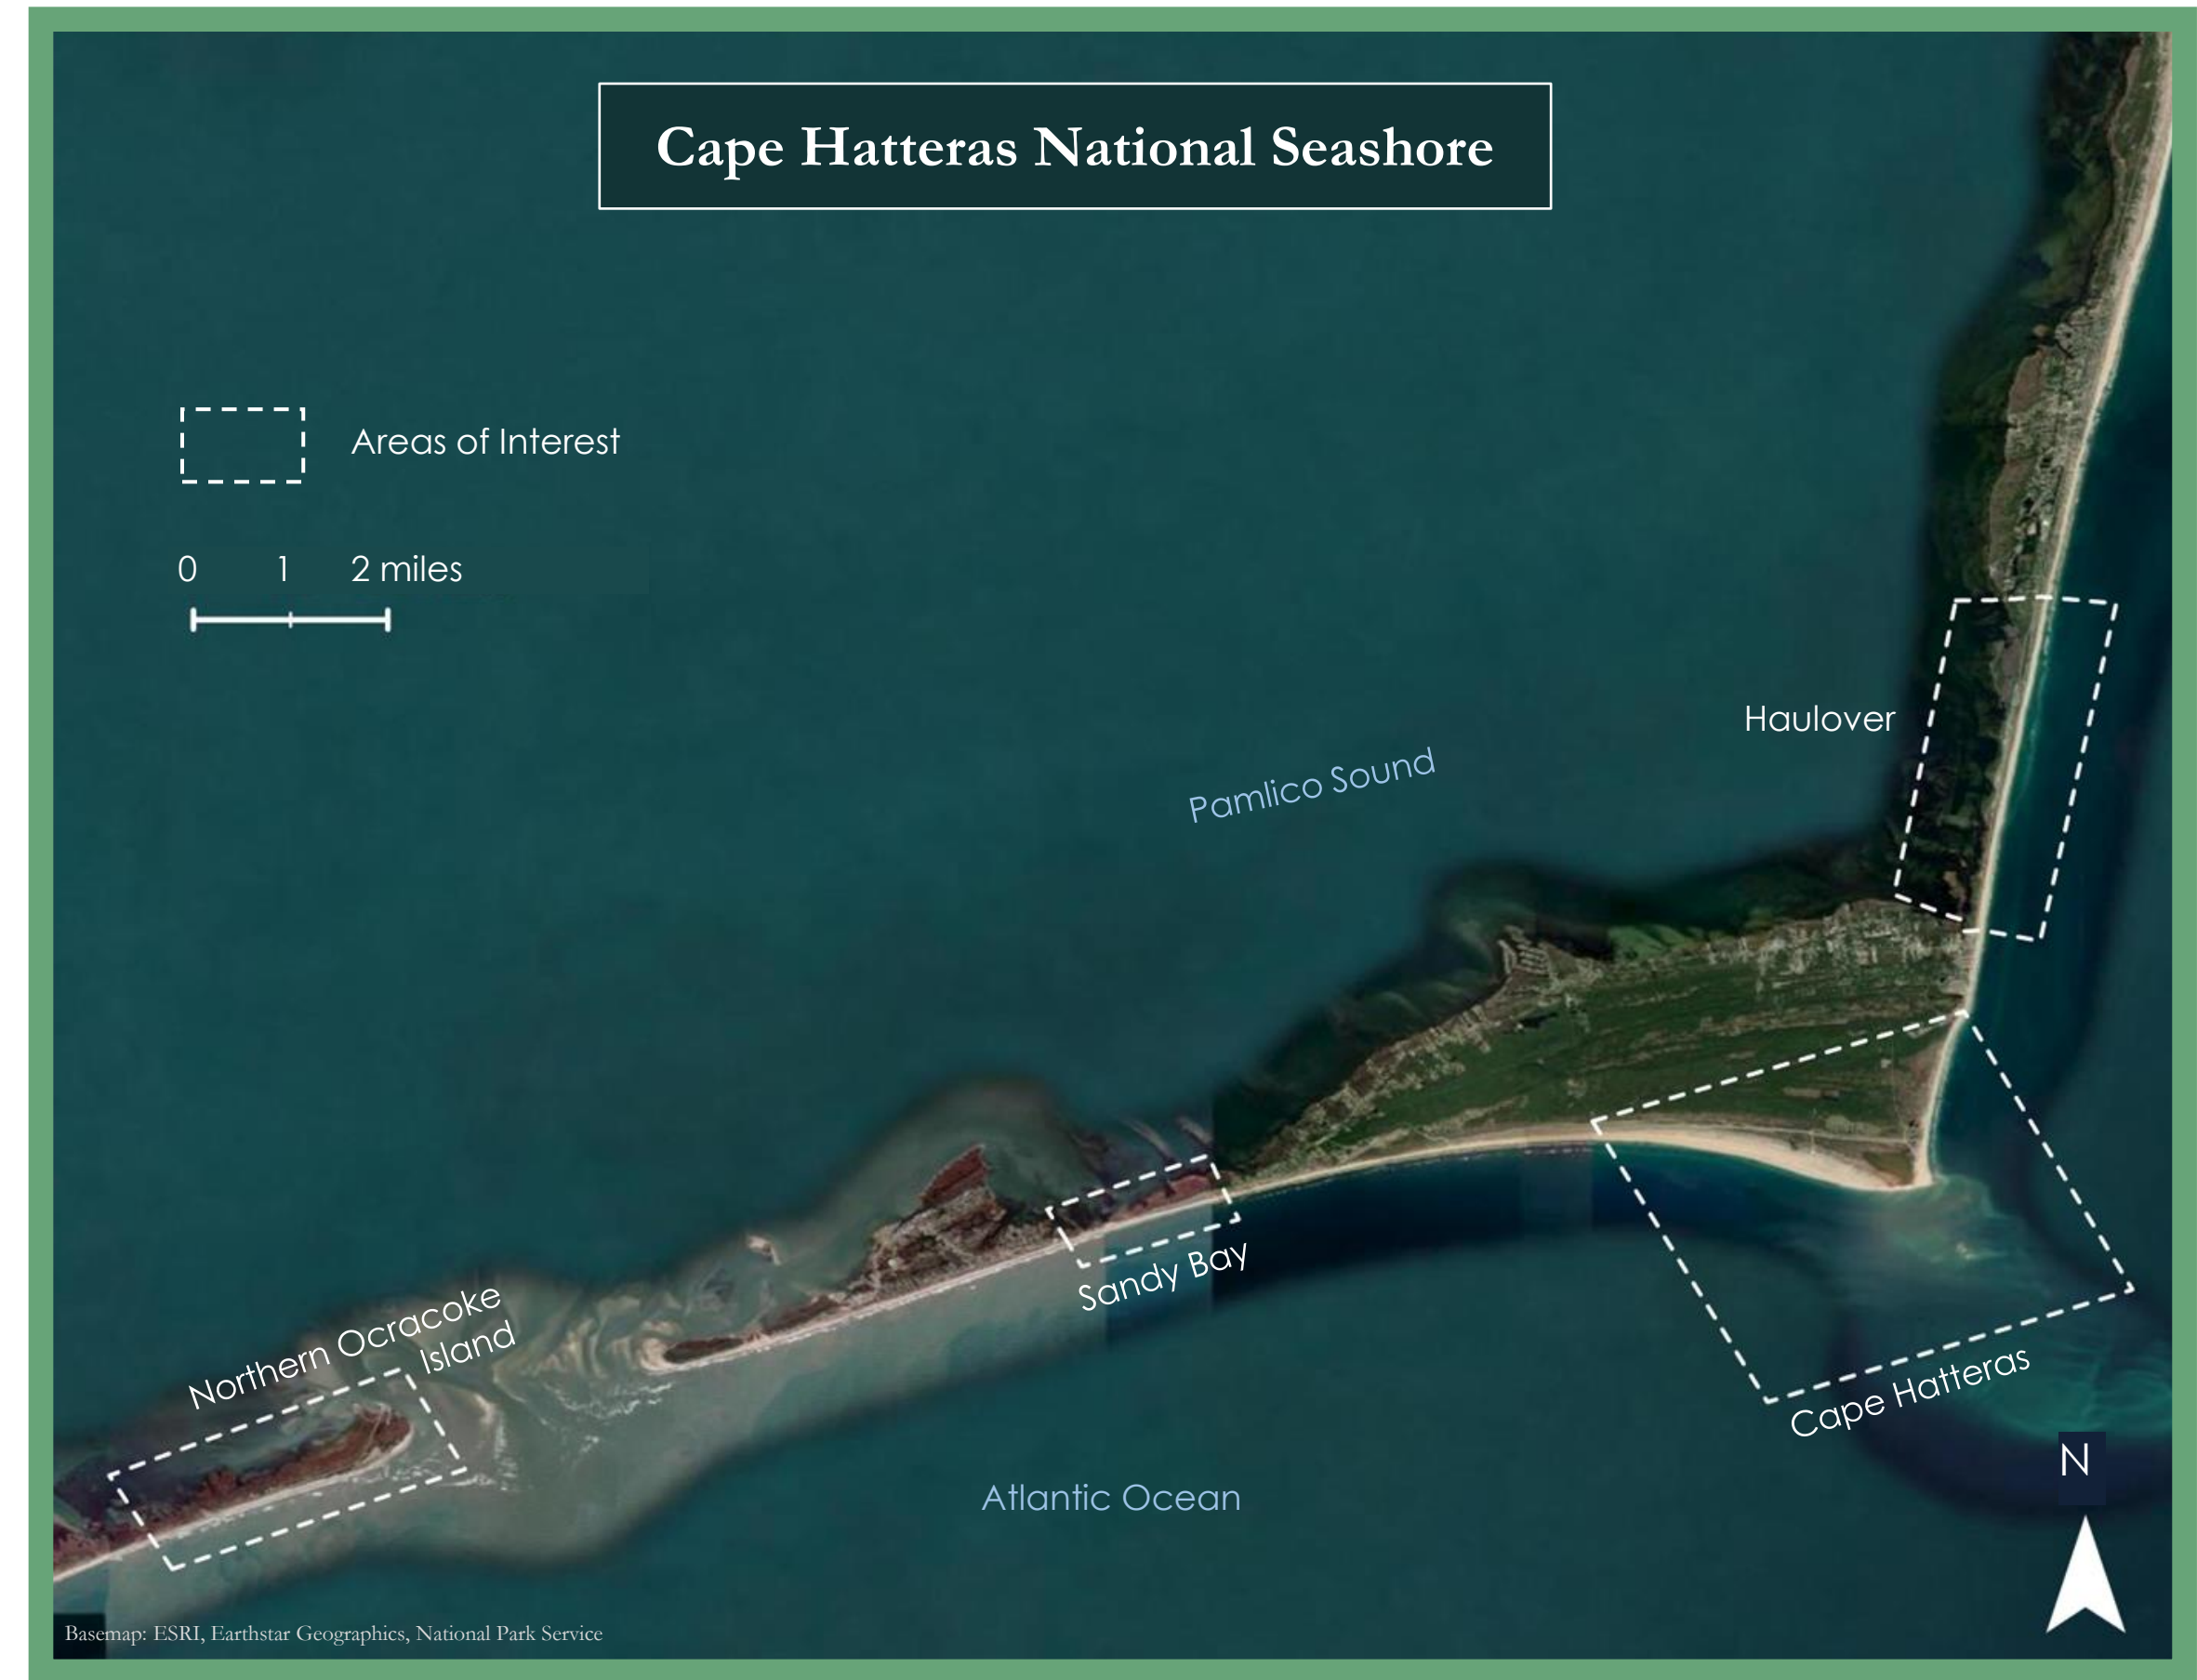 Cape Hatteras National Seashore
Areas of Interest
0 1 2 miles
Haulover
Pamlico Sound
Sandy Bay
Northern Ocracoke
Island
Cape Hatteras
N
Atlantic Ocean
Basemap: ESRI, Earthstar Geographics, National Park Service